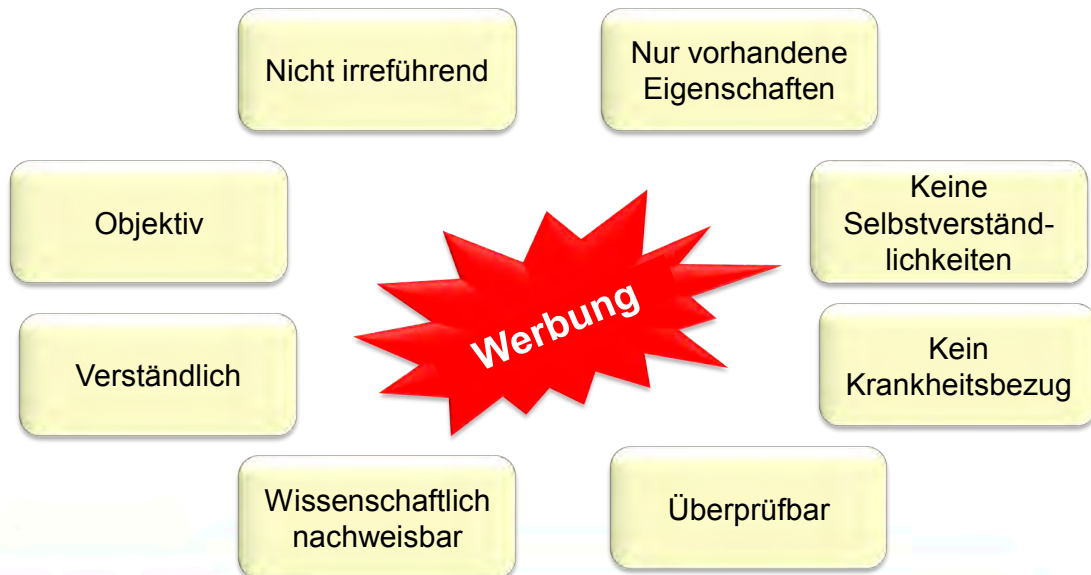 Nicht irreführend
Nur vorhandene
Eigenschaften
Objektiv
Keine
Selbstverständ-
lichkeiten
Werbung
Verständlich
Kein
Krankheitsbezug
Wissenschaftlich
nachweisbar
Überprüfbar